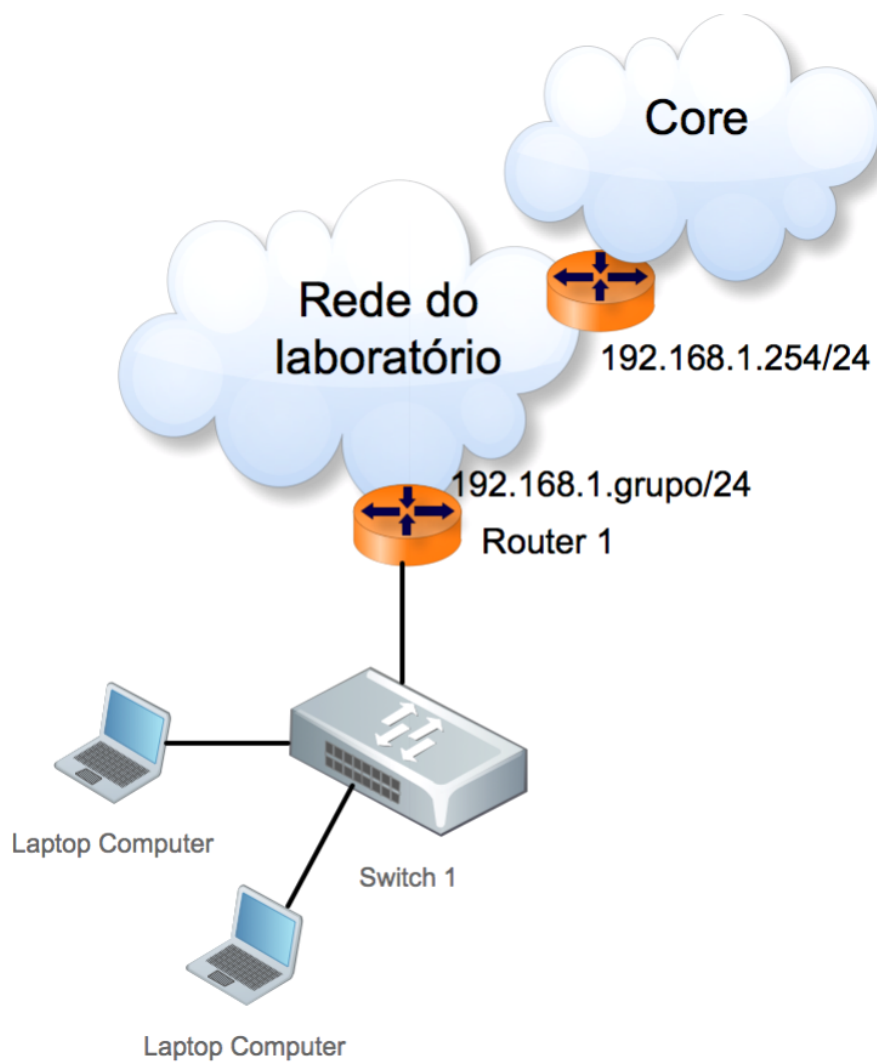 Core
Rede do
laboratório
192.168.1.254/24
192.168.1.grupo/24
Router 1
Laptop Computer
Switch 1
Laptop Computer